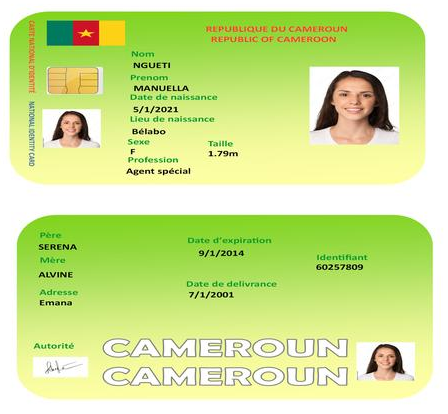 CARTE NATIONAL D'IDENTITÉ
NATIONAL IDENTITY CARD
REPUBLIQUE DU CAMEROUN
REPUBLIC OF CAMEROON
Nom
NGUETI
Prenom
MANUELLA
Date de naissance
5/1/2021
Lieu de naissance
Bélabo
Sexe Taille
F 1.79m
Profession
Agent spécial
Père
SERENA
Mère
ALVINE
Adresse
Emana
Date d'expiration
9/1/2014
Date de delivrance
7/1/2001
Identifiant
60257809
Autorité
CAMEROUN
CAMEROUN